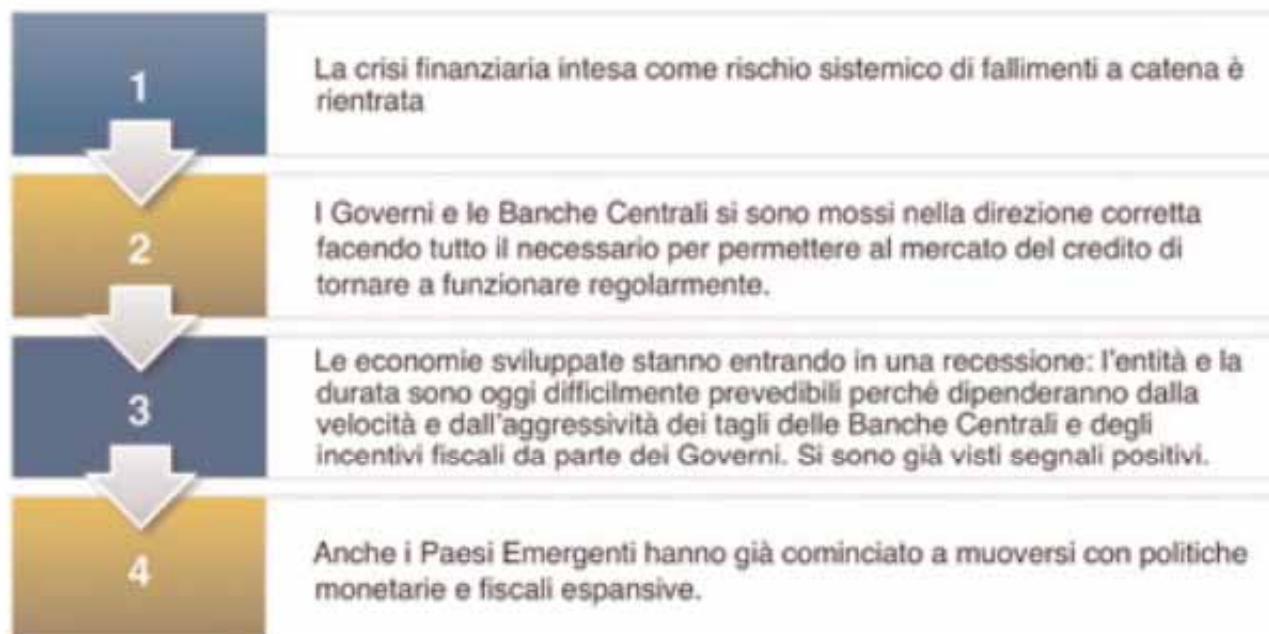 1
La crisi finanziaria intesa come rischio sistemico di fallimenti a catena è
rientrata
2
I Governi e le Banche Centrali si sono mossi nella direzione corretta
facendo tutto il necessario per permettere al mercato del credito di
tornare a funzionare regolarmente.
3
Le economie sviluppate stanno entrando in una recessione: l'entità e la
durata sono oggi difficilmente prevedibili perché dipenderanno dalla
velocità e dall'aggressività dei tagli delle Banche Centrali e degli
incentivi fiscali da parte dei Governi. Si sono già visti segnali positivi.
4
Anche i Paesi Emergenti hanno già cominciato a muoversi con politiche
monetarie e fiscali espansive.